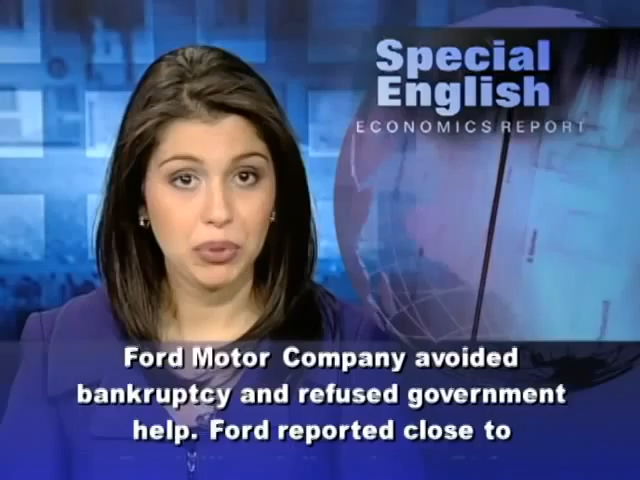 Special
English
ECONOMICS REPORT
Ford Motor Company avoided
bankruptcy and refused government
help. Ford reported close to